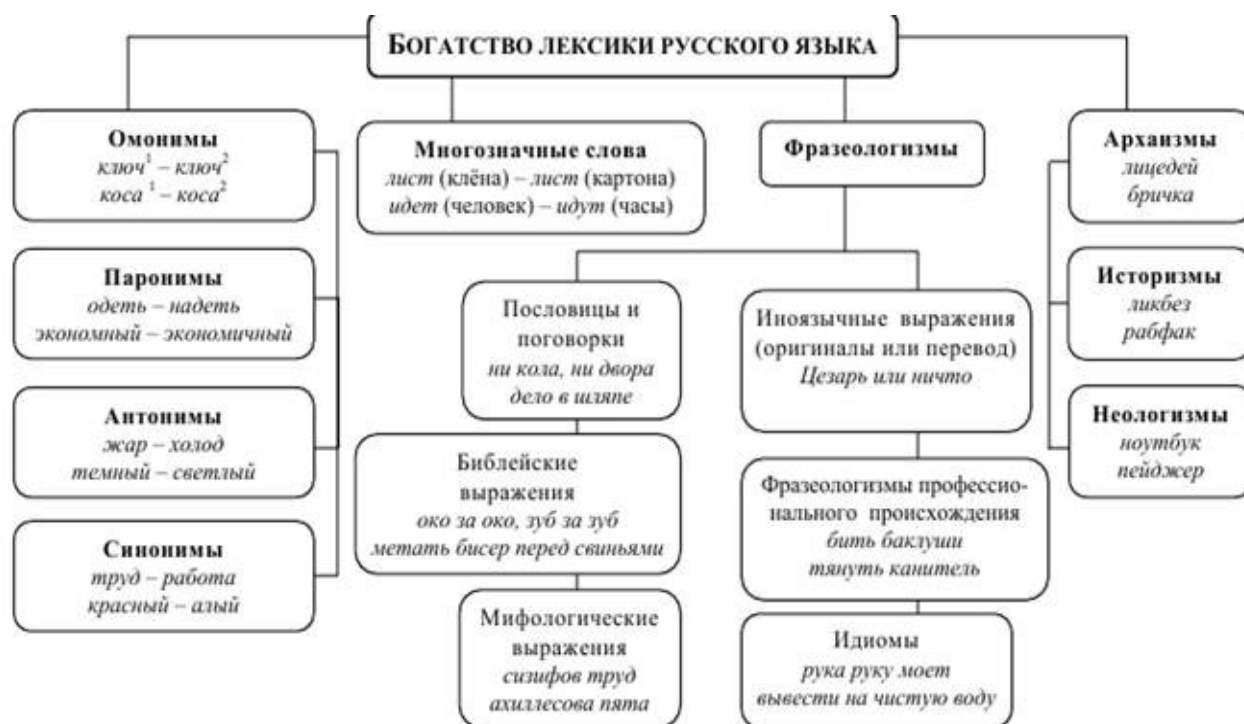 БОГАТСТВО ЛЕКСИКИ РУССКОГО ЯЗЫКА
Омонимы
ключ¹ – ключ²
коса ¹ – коса²
Паронимы
одеть – надеть
экономный – экономичный
Антонимы
жар – холод
темный – светлый
Синонимы
труд – работа
красный – алый
Многозначные слова
лист (клёна) – лист (картона)
идет (человек) – идут (часы)
Фразеологизмы
Пословицы и
поговорки
ни кола, ни двора
дело в шляпе
Библейские
выражения
око за око, зуб за зуб
метать бисер перед свиньями
Мифологические
выражения
сизифов труд
ахиллесова пята
Иноязычные выражения
(оригиналы или перевод)
Цезарь или ничто
Фразеологизмы профессио-
нального происхождения
бить баклуши
тянуть канитель
Идиомы
рука руку моет
вывести на чистую воду
Архаизмы
лицедей
бричка
Историзмы
ликбез
рабфак
Неологизмы
ноутбук
пейджер